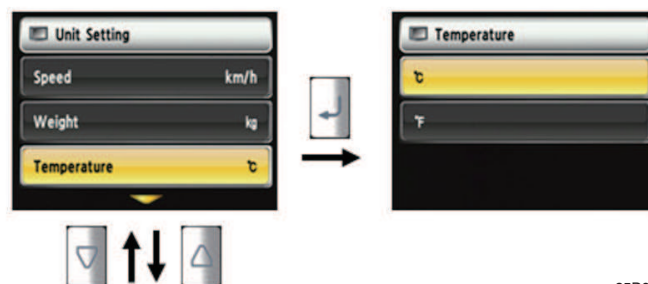 Unit Setting
Speed km/h
Weight kg
Temperature ℃
Temperature
℃
℉